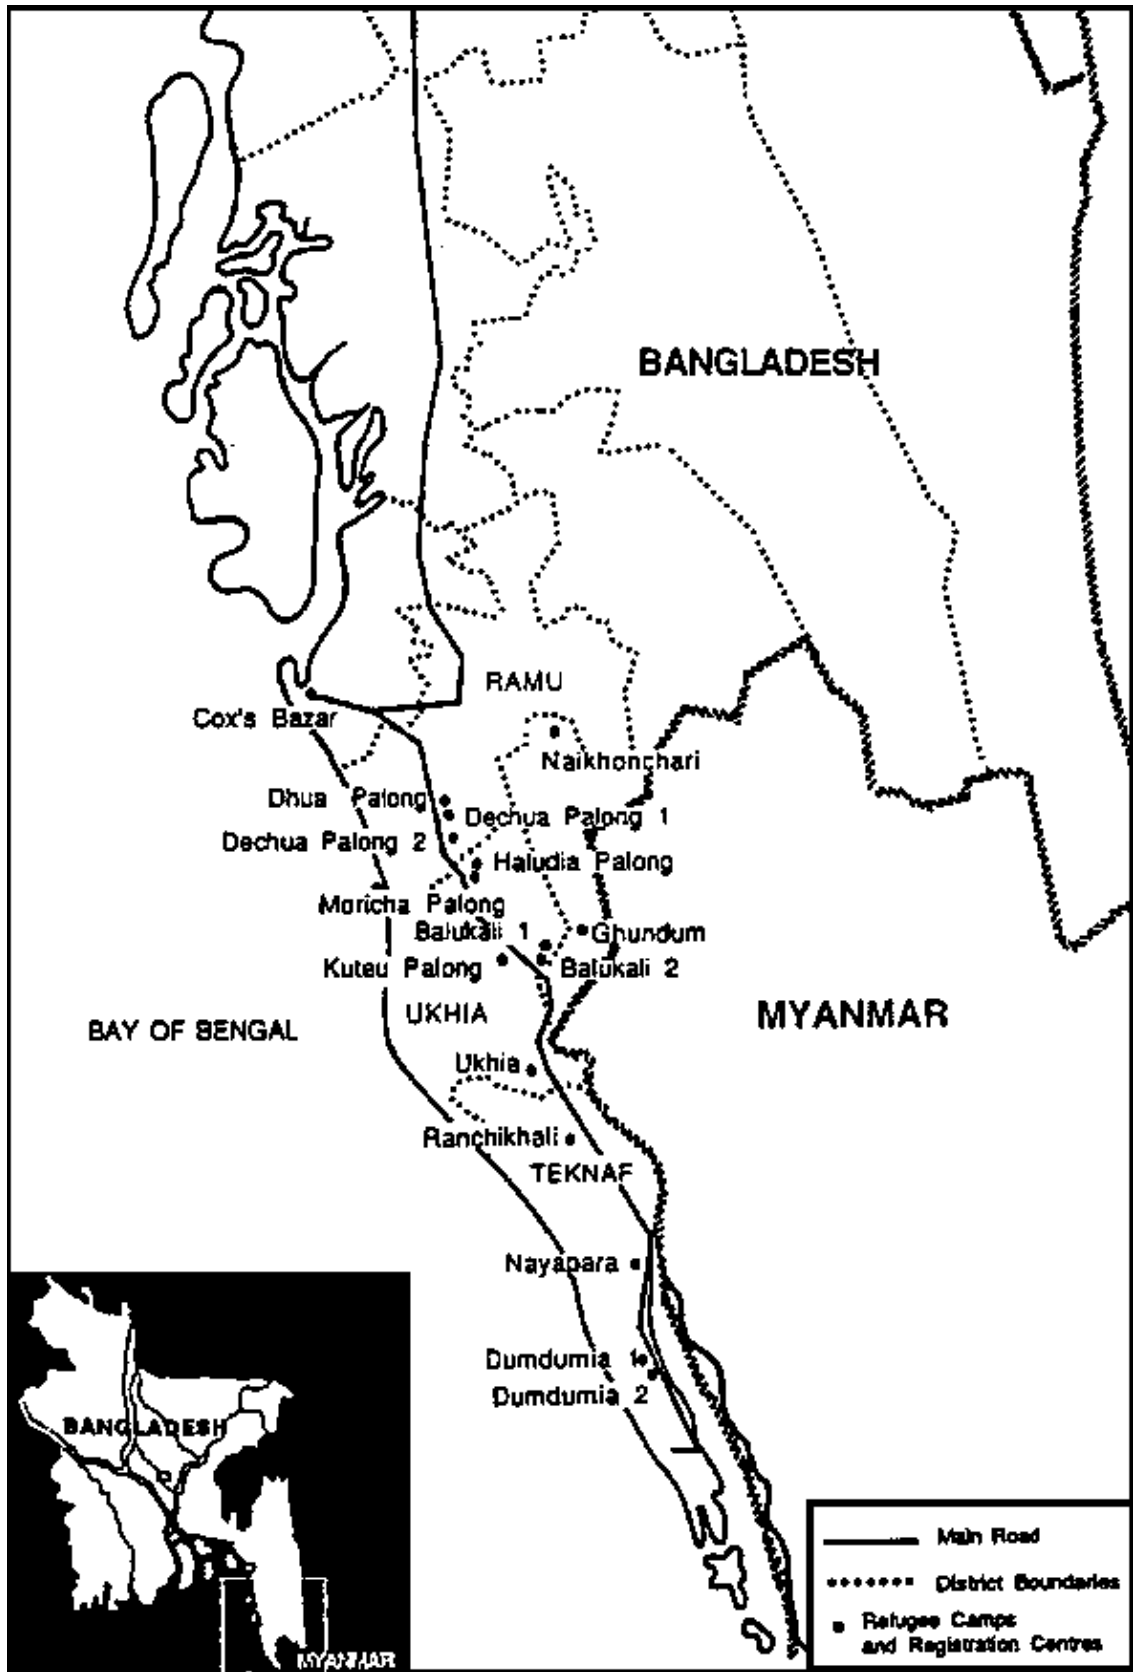 BANGLADESH
RAMU
Cox's Bazar
Naikhonchari
Dhua Palong
Dechua Palong 1
Dechua Palong 2
Haludia Palong
Moricha Palong
Balukali 1
Ghundum
Kuteu Palong
Balukali 2
UKHIA
MYANMAR
BAY OF BENGAL
Ukhia
Ranchikhali
TEKNAF
Nayapara
Dumdumia 1
Dumdumia 2
BANGLADESH
MYANMAR
Main Road
District Boundaries
Refugee Camps
and Registration Centres